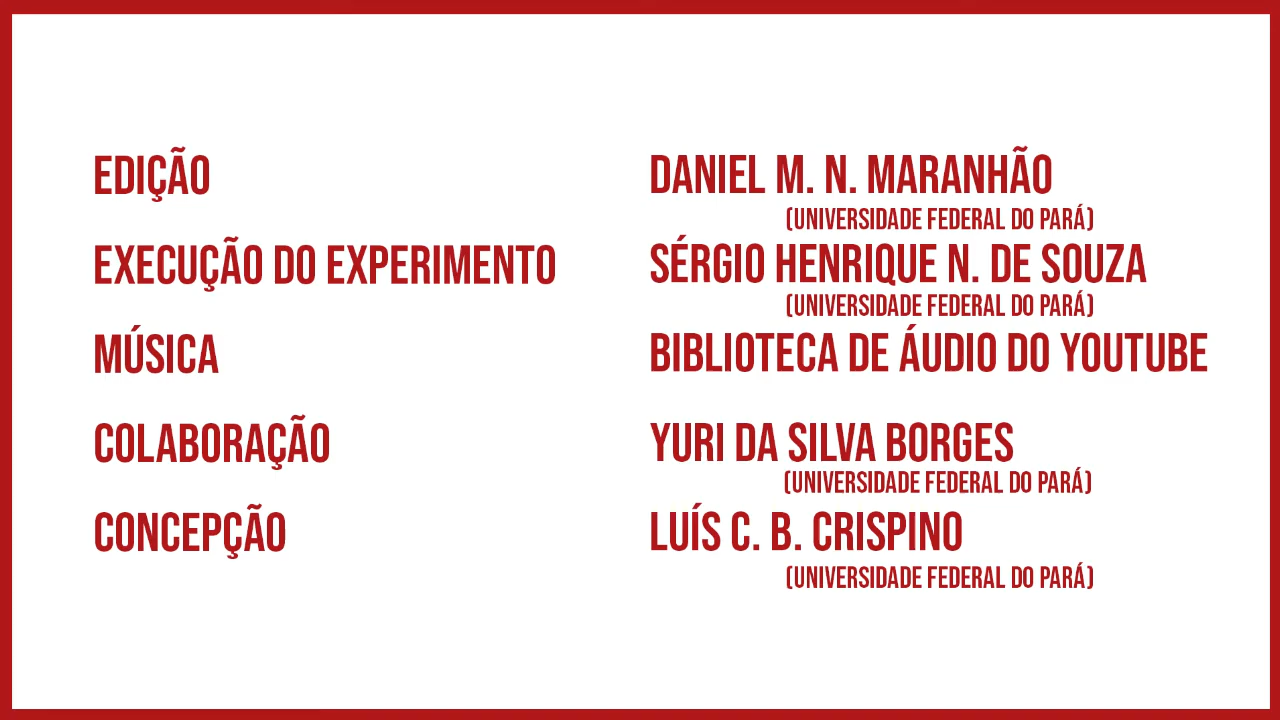 EDIÇÃO DANIEL M. N. MARANHÃO
(UNIVERSIDADE FEDERAL DO PARÁ)
EXECUÇÃO DO EXPERIMENTO SÉRGIO HENRIQUE N. DE SOUZA
(UNIVERSIDADE FEDERAL DO PARÁ)
MÚSICA BIBLIOTECA DE ÁUDIO DO YOUTUBE
COLABORAÇÃO YURI DA SILVA BORGES
(UNIVERSIDADE FEDERAL DO PARÁ)
CONCEPÇÃO LUÍS C. B. CRISPINO
(UNIVERSIDADE FEDERAL DO PARÁ)